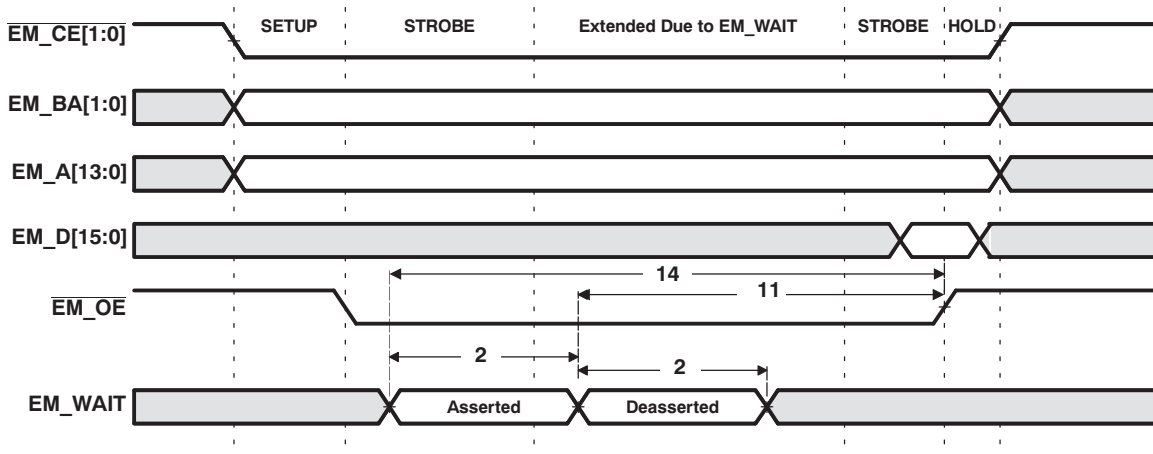 EM_CE[1:0] SETUP STROBE Extended Due to EM_WAIT STROBE HOLD
EM_BA[1:0]
EM_A[13:0]
EM_D[15:0]
14
11
EM_OE
2
2
EM_WAIT Asserted Deasserted